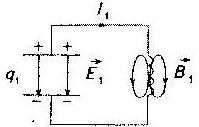 I₁
+ +
q₁ E⃗₁ B⃗₁
− −